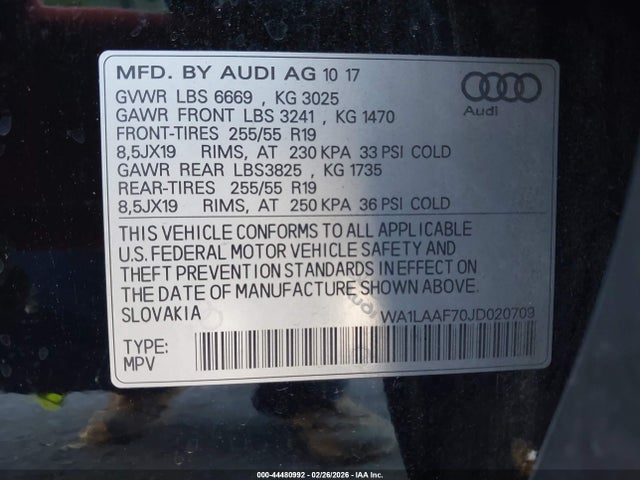 MFD. BY AUDI AG 10 17
GVWR LBS 6669 , KG 3025
GAWR FRONT LBS 3241 , KG 1470
FRONT-TIRES 255/55 R19
8,5JX19 RIMS, AT 230 KPA 33 PSI COLD
GAWR REAR LBS3825 , KG 1735
REAR-TIRES 255/55 R19
8,5JX19 RIMS, AT 250 KPA 36 PSI COLD
Audi
THIS VEHICLE CONFORMS TO ALL APPLICABLE
U.S. FEDERAL MOTOR VEHICLE SAFETY AND
THEFT PREVENTION STANDARDS IN EFFECT ON
THE DATE OF MANUFACTURE SHOWN ABOVE.
SLOVAKIA
Audi
WA1LAAF70JD020709
TYPE:
MPV
000-44480992 - 02/26/2026 - IAA Inc.